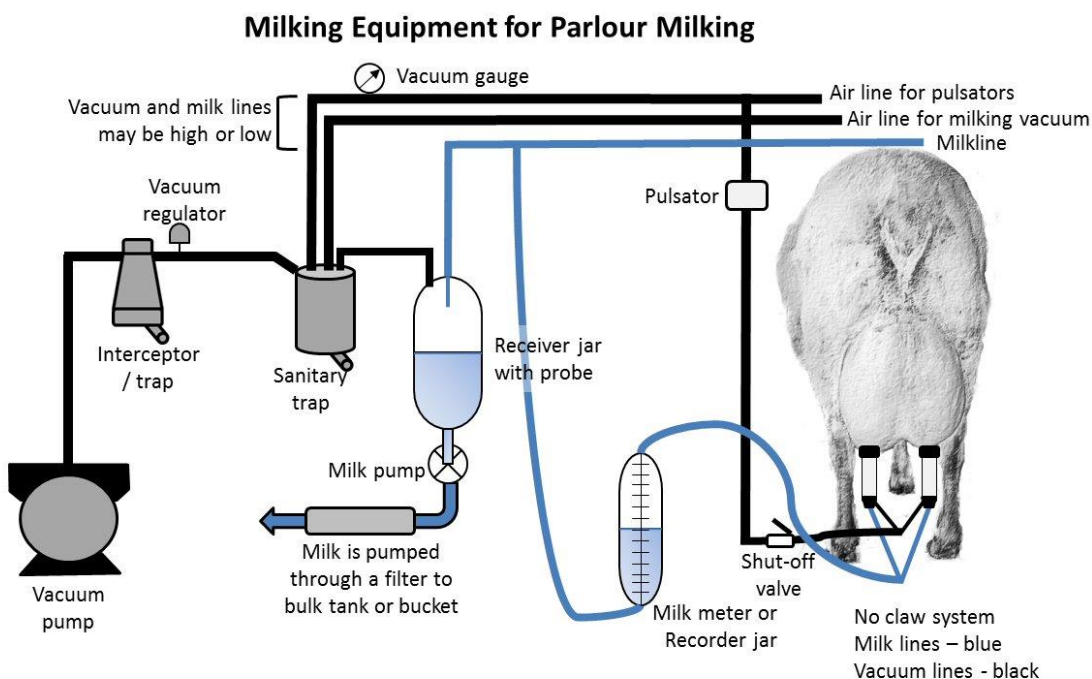 Milking Equipment for Parlour Milking
Vacuum gauge
Vacuum and milk lines
may be high or low
Air line for pulsators
Air line for milking vacuum
Milkline
Vacuum
regulator
Pulsator
Interceptor
/ trap
Sanitary
trap
Receiver jar
with probe
Milk pump
Milk is pumped
through a filter to
bulk tank or bucket
Vacuum
pump
Shut-off
valve
Milk meter or
Recorder jar
No claw system
Milk lines – blue
Vacuum lines - black